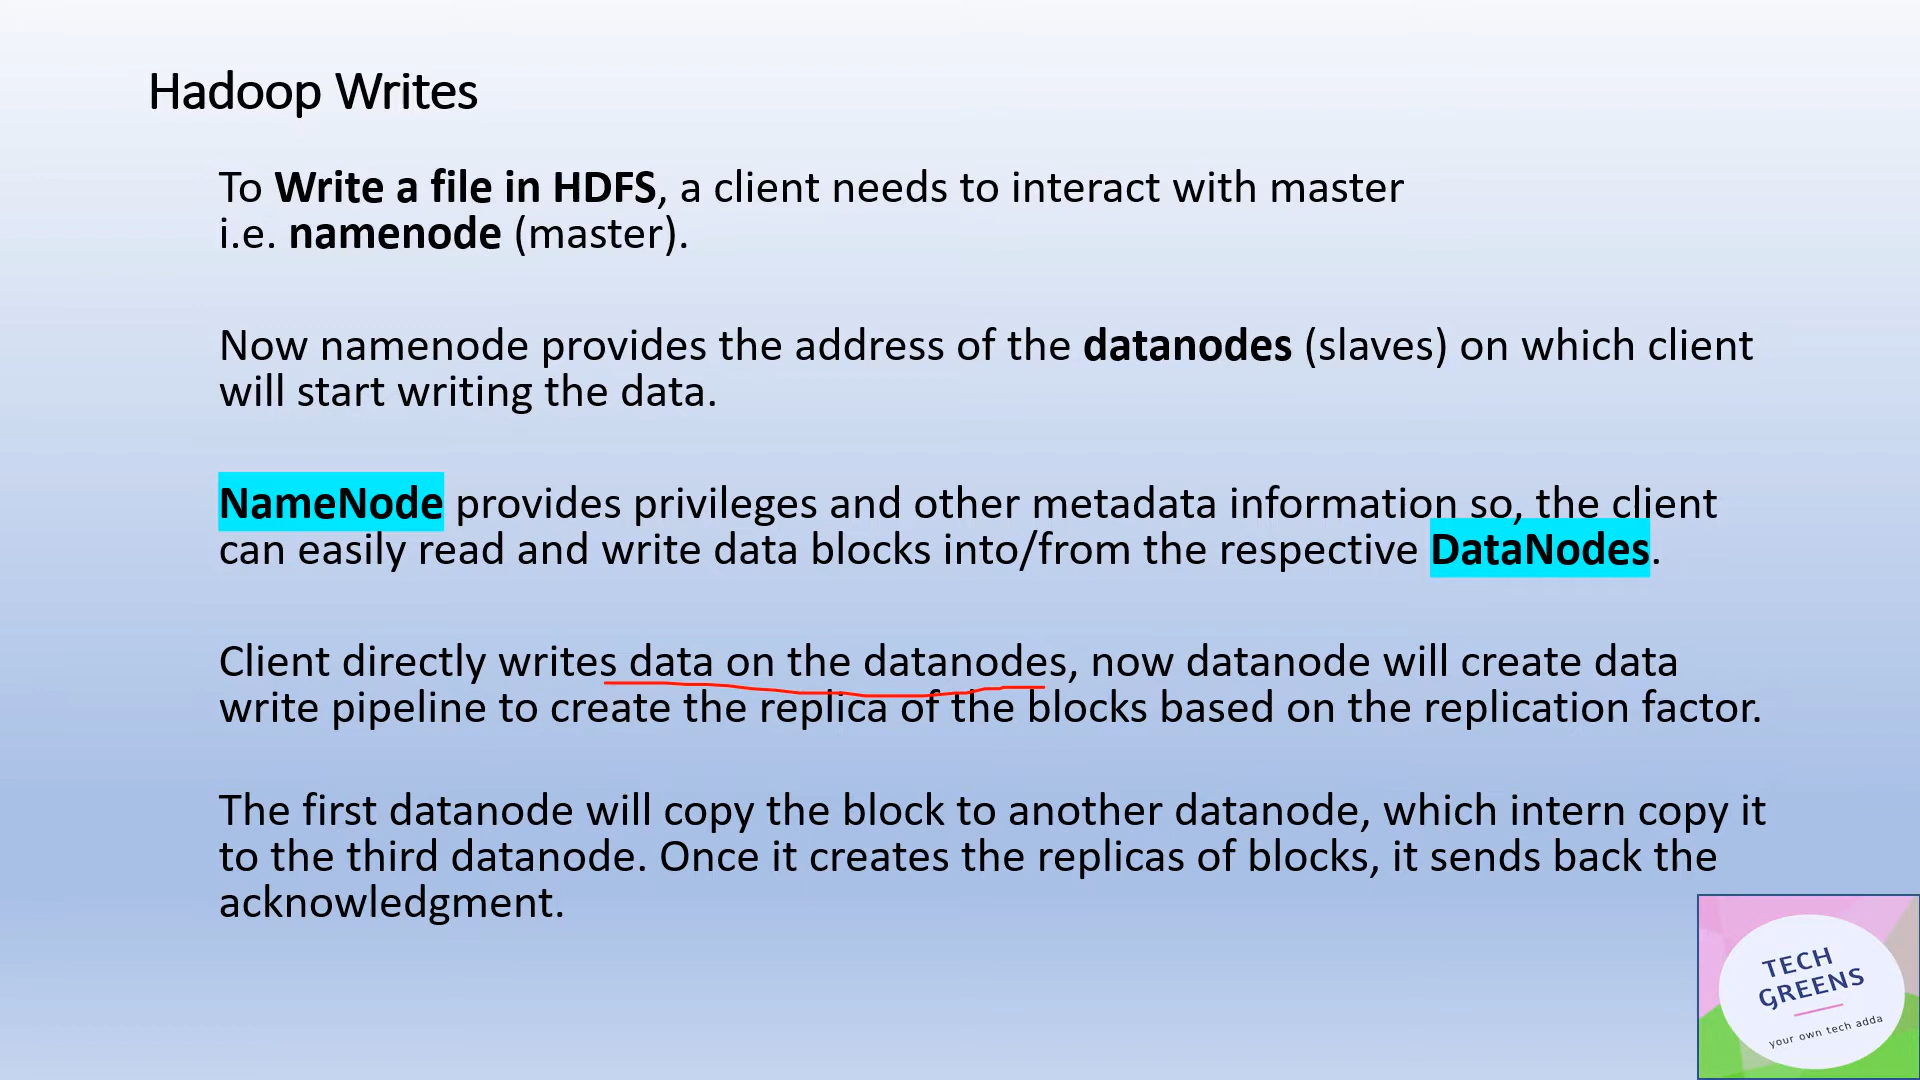 Hadoop Writes
To Write a file in HDFS, a client needs to interact with master
i.e. namenode (master).
Now namenode provides the address of the datanodes (slaves) on which client
will start writing the data.
NameNode provides privileges and other metadata information so, the client
can easily read and write data blocks into/from the respective DataNodes.
Client directly writes data on the datanodes, now datanode will create data
write pipeline to create the replica of the blocks based on the replication factor.
The first datanode will copy the block to another datanode, which intern copy it
to the third datanode. Once it creates the replicas of blocks, it sends back the
acknowledgment.
TECH
GREENS
your own tech adda